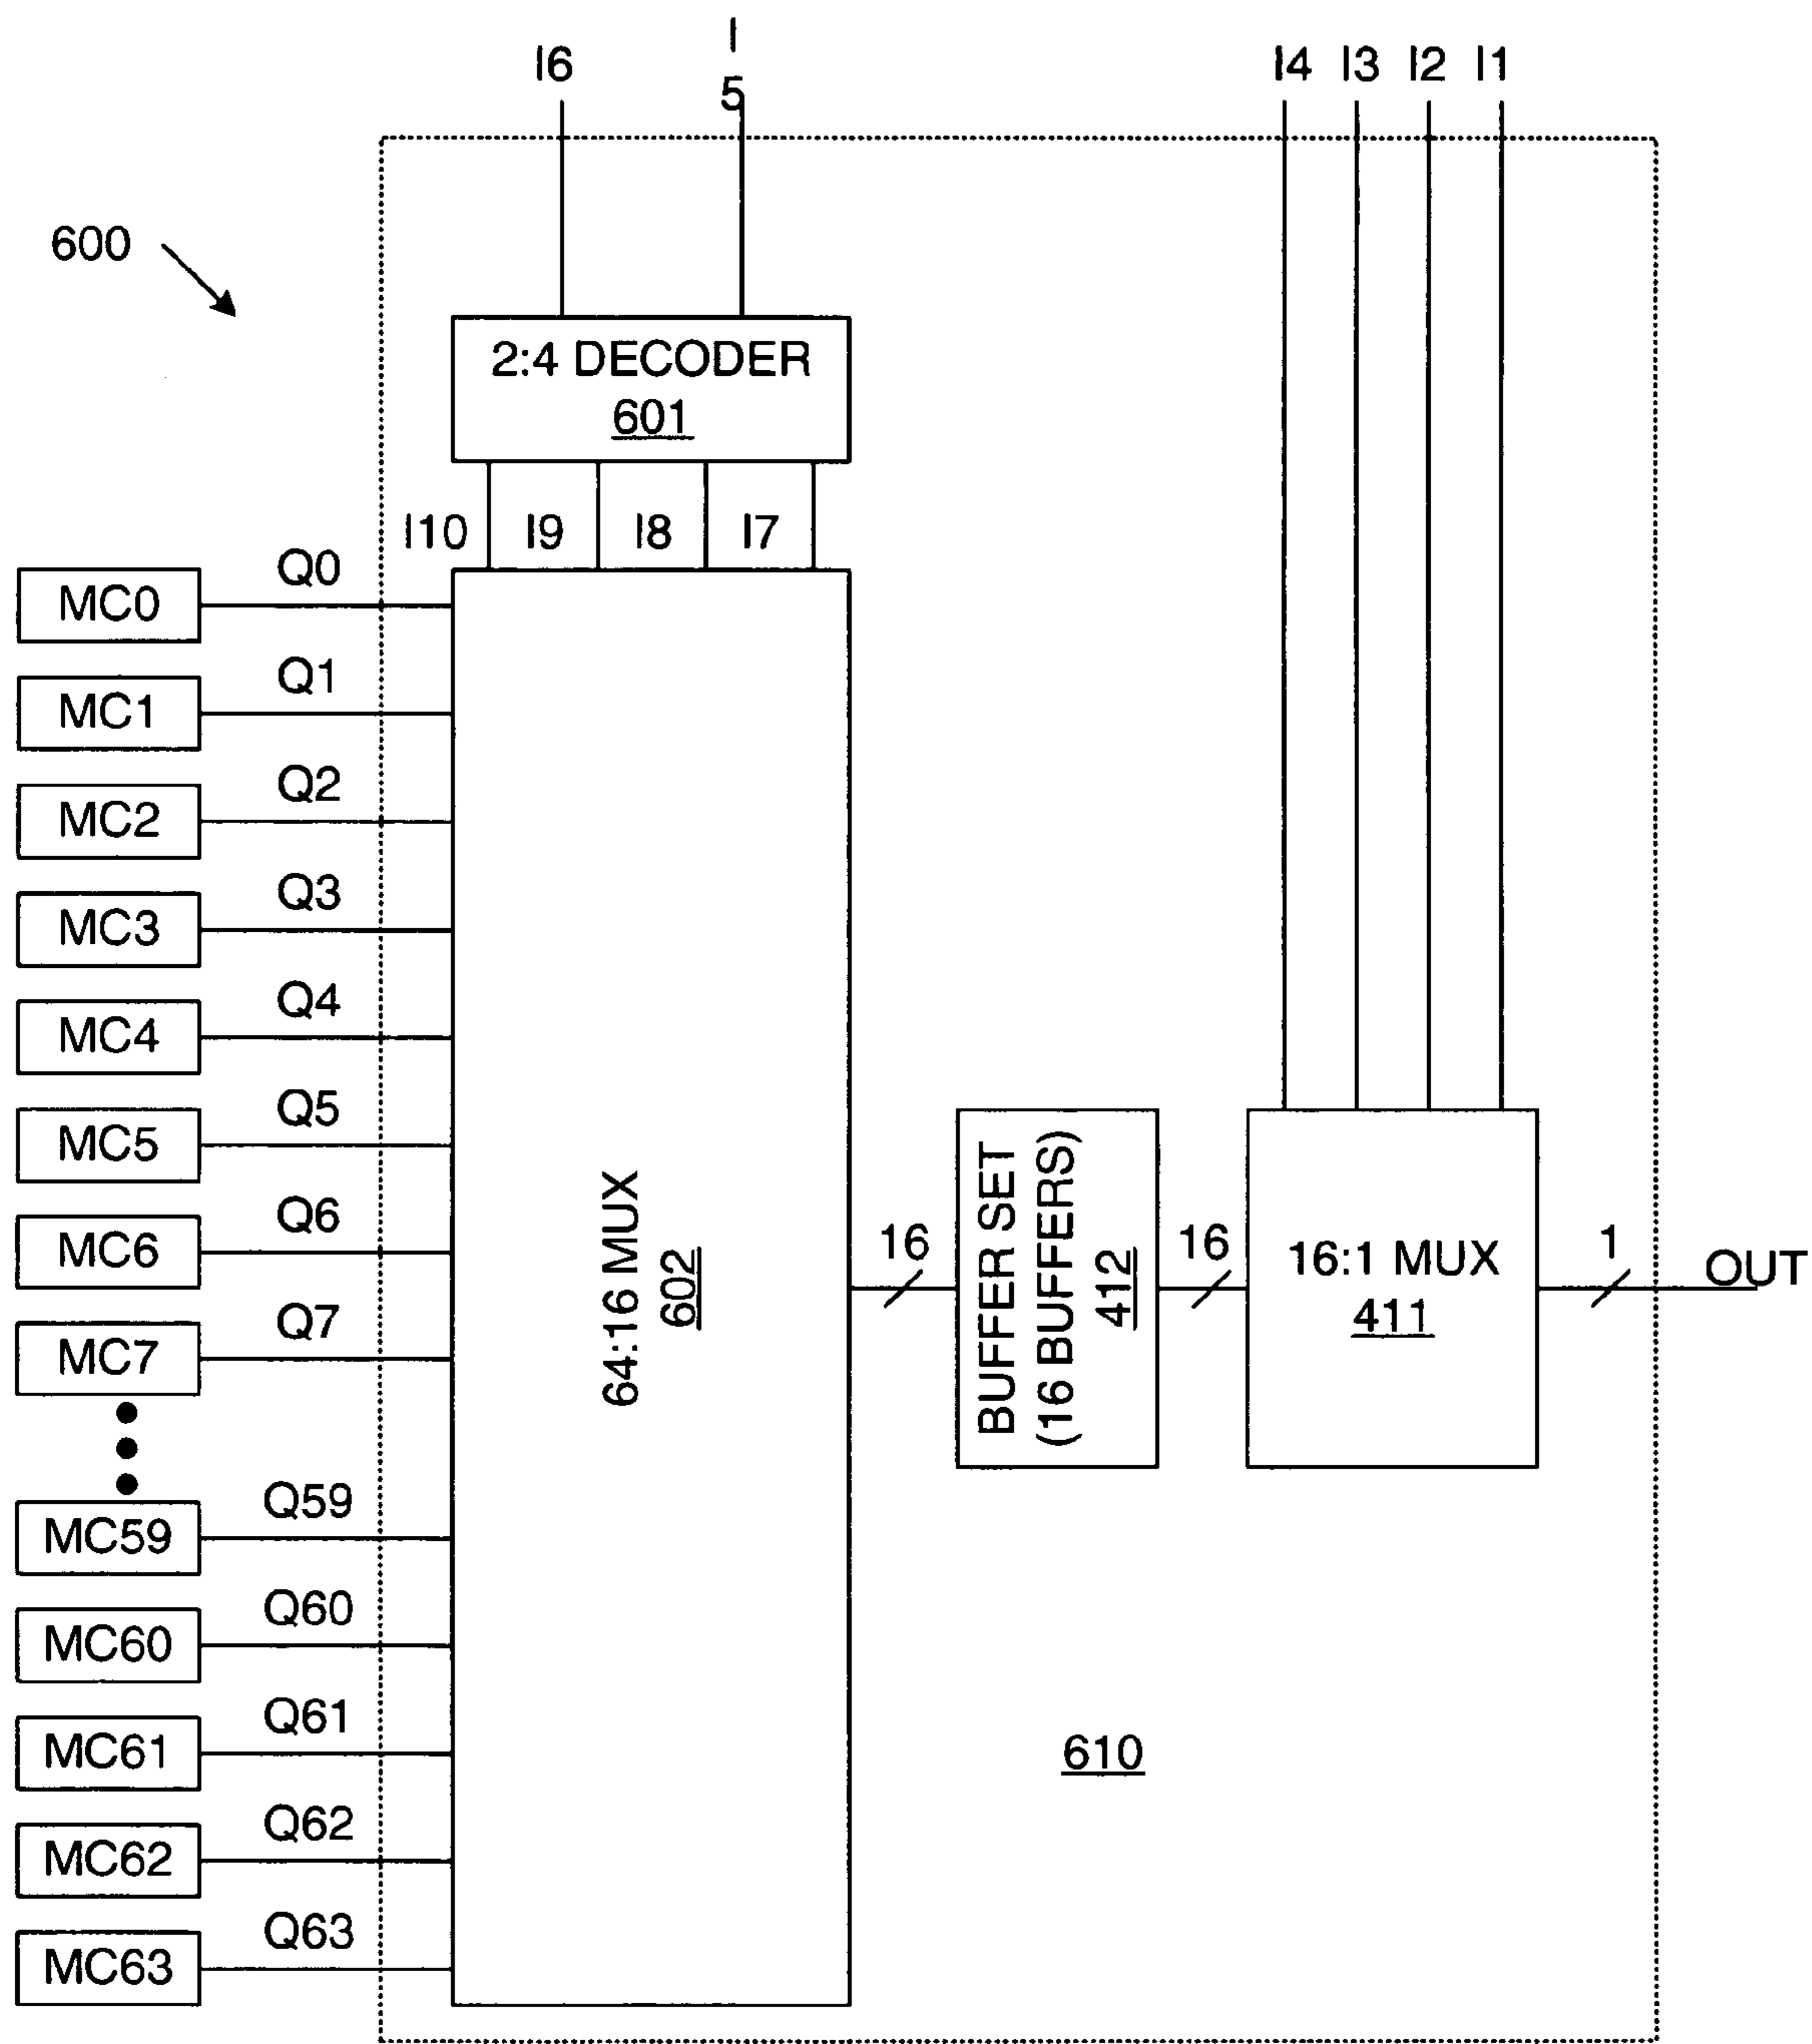 I6
I
5
I4 I3 I2 I1
600
2:4 DECODER
601
I10 I9 I8 I7
MC0 Q0
MC1 Q1
MC2 Q2
MC3 Q3
MC4 Q4
MC5 Q5
MC6 Q6
MC7 Q7
MC59 Q59
MC60 Q60
MC61 Q61
MC62 Q62
MC63 Q63
64:16 MUX
602
16
BUFFER SET
(16 BUFFERS)
412
16
16:1 MUX
411
1
OUT
610